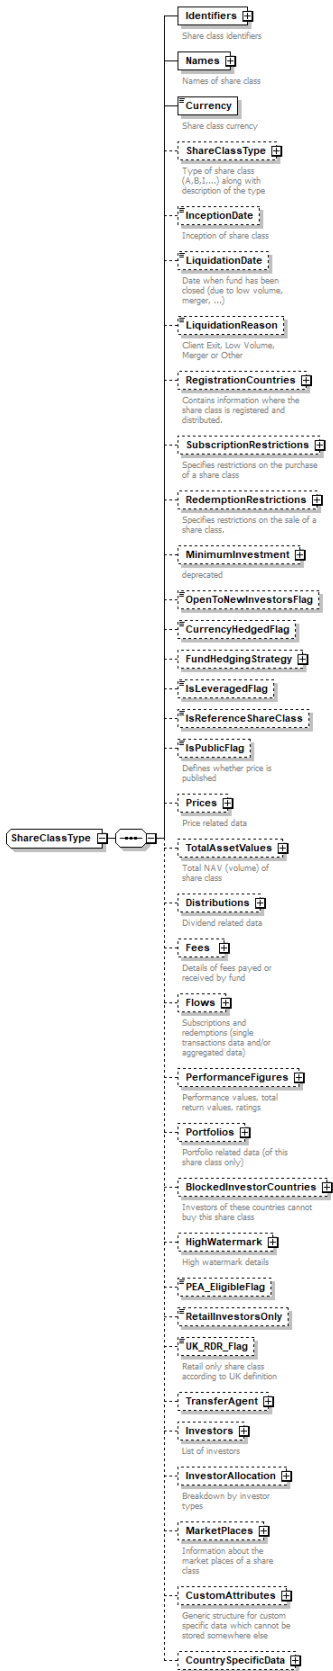 Identifiers
Share class identifiers
Names
Names of share class
Currency
Share class currency
ShareClassType
Type of share class
(A,B,I,...) along with
description of the type
InceptionDate
Inception of share class
LiquidationDate
Date when fund has been
closed (due to low volume,
merger, ...)
LiquidationReason
Client Exit, Low Volume,
Merger or Other
RegistrationCountries
Contains information where the
share class is registered and
distributed.
SubscriptionRestrictions
Specifies restrictions on the purchase
of a share class
RedemptionRestrictions
Specifies restrictions on the sale of a
share class.
MinimumInvestment
deprecated
OpenToNewInvestorsFlag
CurrencyHedgedFlag
FundHedgingStrategy
IsLeveragedFlag
IsReferenceShareClass
IsPublicFlag
Defines whether price is
published
Prices
Price related data
ShareClassType
TotalAssetValues
Total NAV (volume) of
share class
Distributions
Dividend related data
Fees
Details of fees payed or
received by fund
Flows
Subscriptions and
redemptions (single
transactions data and/or
aggregated data)
PerformanceFigures
Performance values, total
return values, ratings
Portfolios
Portfolio related data (of this
share class only)
BlockedInvestorCountries
Investors of these countries cannot
buy this share class
HighWatermark
High watermark details
PEA_EligibleFlag
RetailInvestorsOnly
UK_RDR_Flag
Retail only share class
according to UK definition
TransferAgent
Investors
List of investors
InvestorAllocation
Breakdown by investor
types
MarketPlaces
Information about the
market places of a share
class
CustomAttributes
Generic structure for custom
specific data which cannot be
stored somewhere else
CountrySpecificData